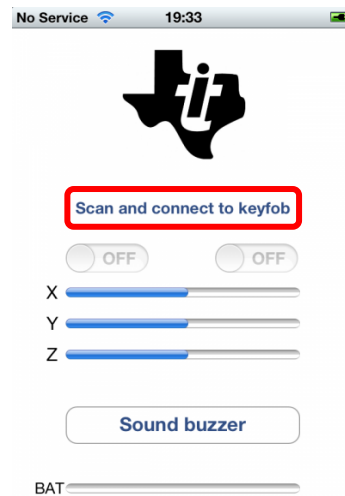 No Service 19:33
ti
Scan and connect to keyfob
OFF OFF
X
Y
Z
Sound buzzer
BAT